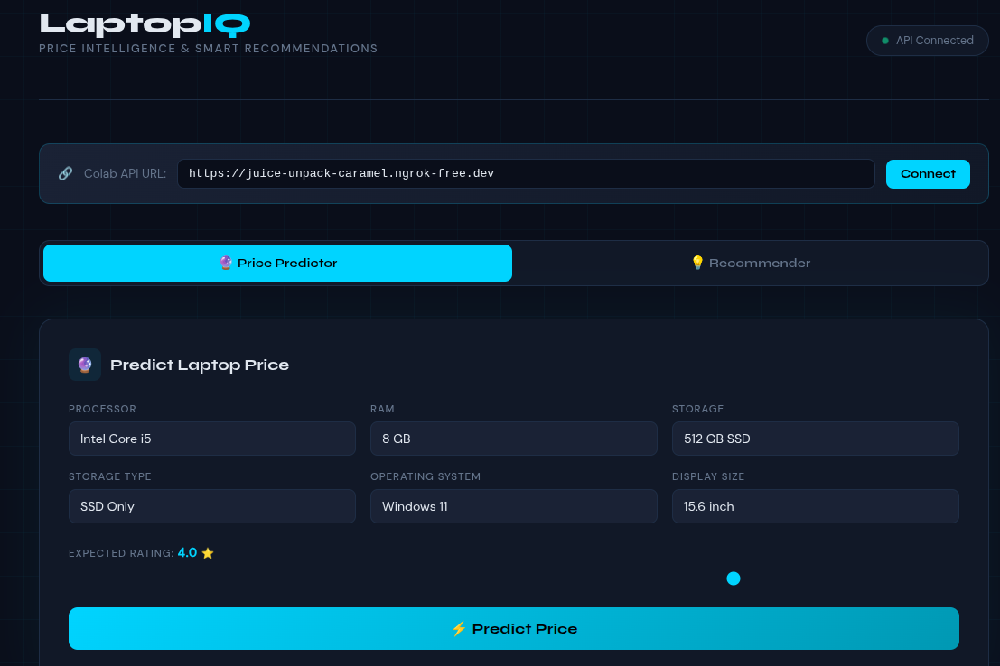 LaptopIQ
PRICE INTELLIGENCE & SMART RECOMMENDATIONS
API Connected
🔗 Colab API URL: https://juice-unpack-caramel.ngrok-free.dev Connect
🔮 Price Predictor 💡 Recommender
🔮 Predict Laptop Price
PROCESSOR RAM STORAGE
Intel Core i5 8 GB 512 GB SSD
STORAGE TYPE OPERATING SYSTEM DISPLAY SIZE
SSD Only Windows 11 15.6 inch
EXPECTED RATING: 4.0 ⭐
⚡ Predict Price